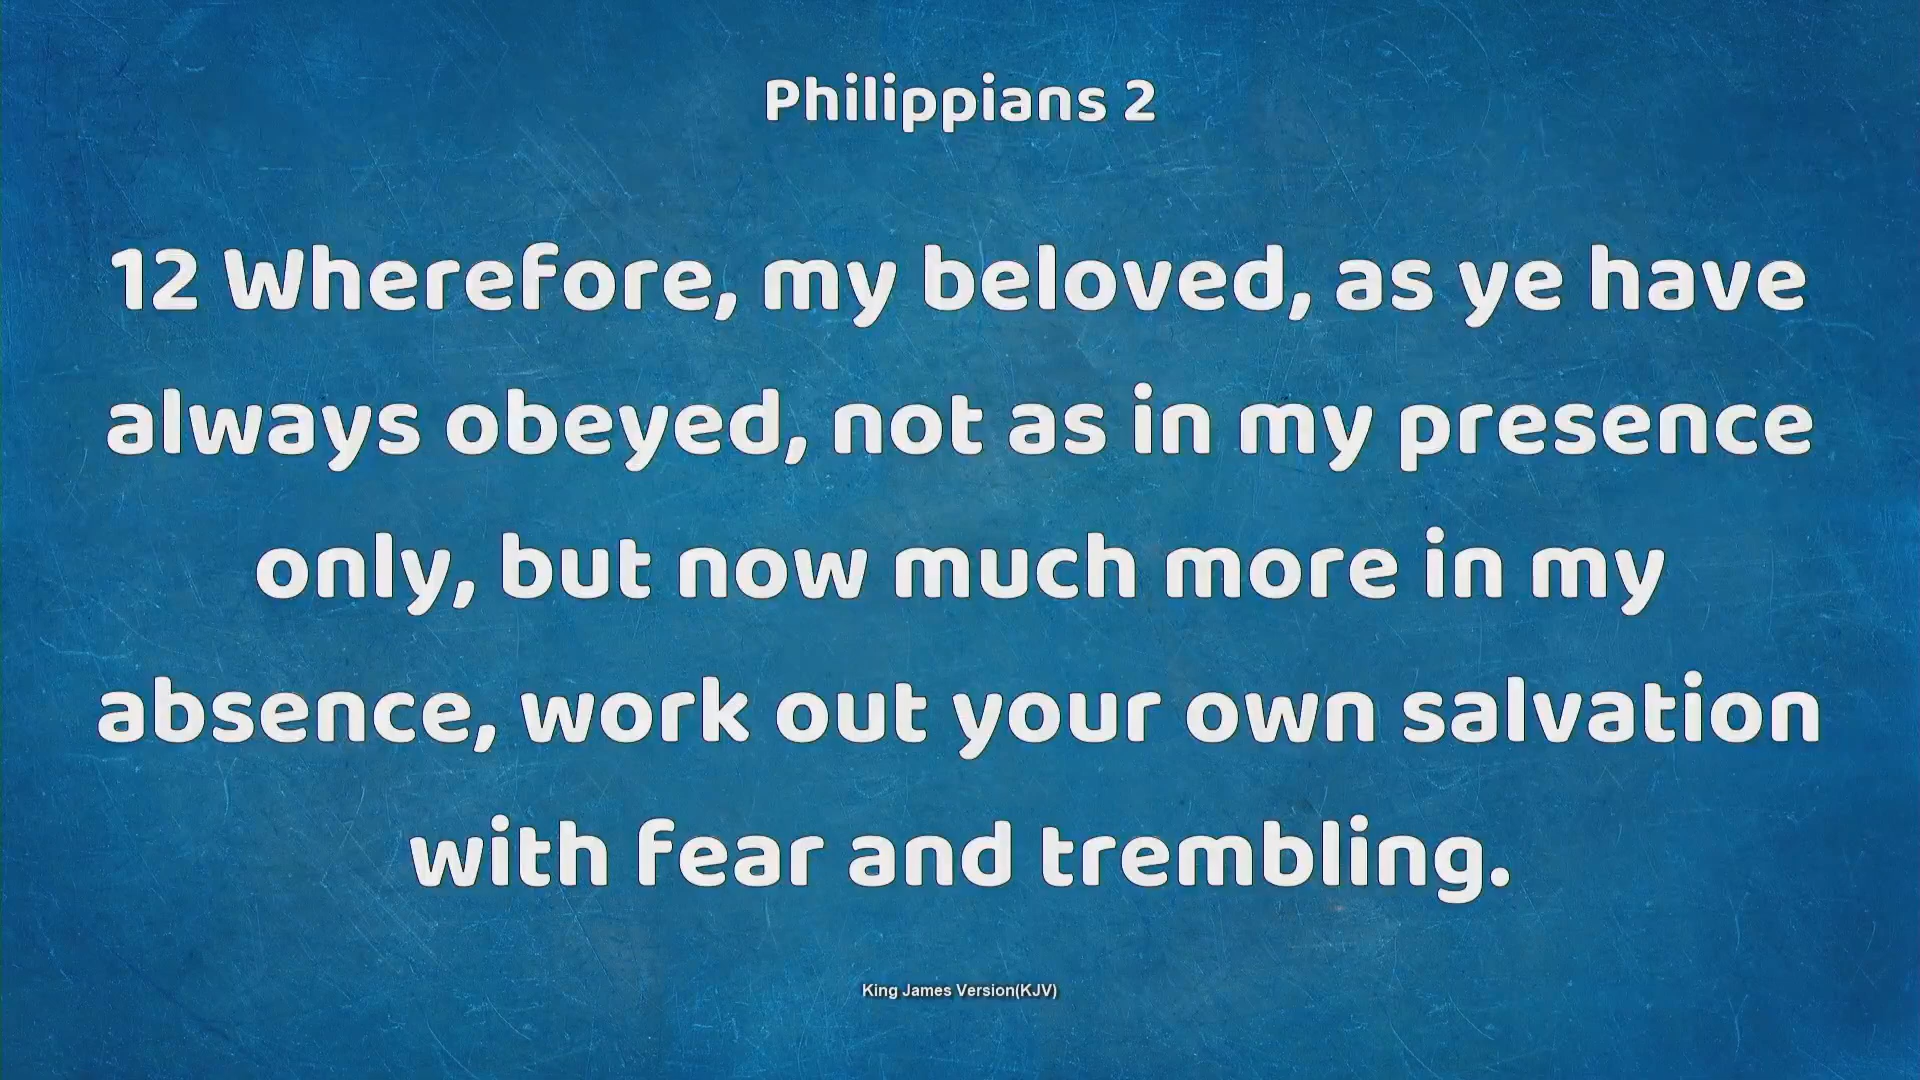 Philippians 2
12 Wherefore, my beloved, as ye have
always obeyed, not as in my presence
only, but now much more in my
absence, work out your own salvation
with fear and trembling.
King James Version(KJV)